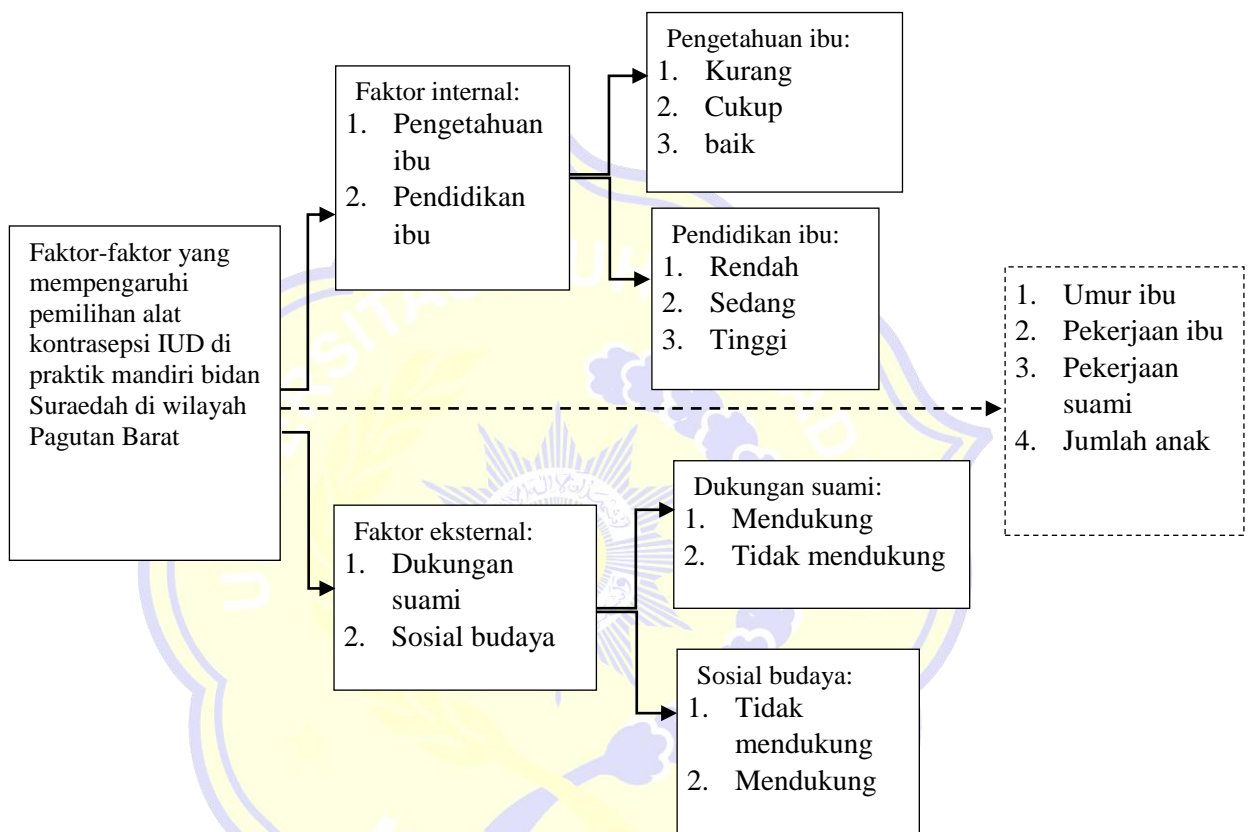 Pengetahuan ibu:
1. Kurang
2. Cukup
3. baik
Faktor internal:
1. Pengetahuan
ibu
2. Pendidikan
ibu
Pendidikan ibu:
1. Rendah
2. Sedang
3. Tinggi
Faktor-faktor yang
mempengaruhi
pemilihan alat
kontrasepsi IUD di
praktik mandiri bidan
Suraedah di wilayah
Pagutan Barat
1. Umur ibu
2. Pekerjaan ibu
3. Pekerjaan
suami
4. Jumlah anak
Dukungan suami:
1. Mendukung
2. Tidak mendukung
Faktor eksternal:
1. Dukungan
suami
2. Sosial budaya
Sosial budaya:
1. Tidak
mendukung
2. Mendukung